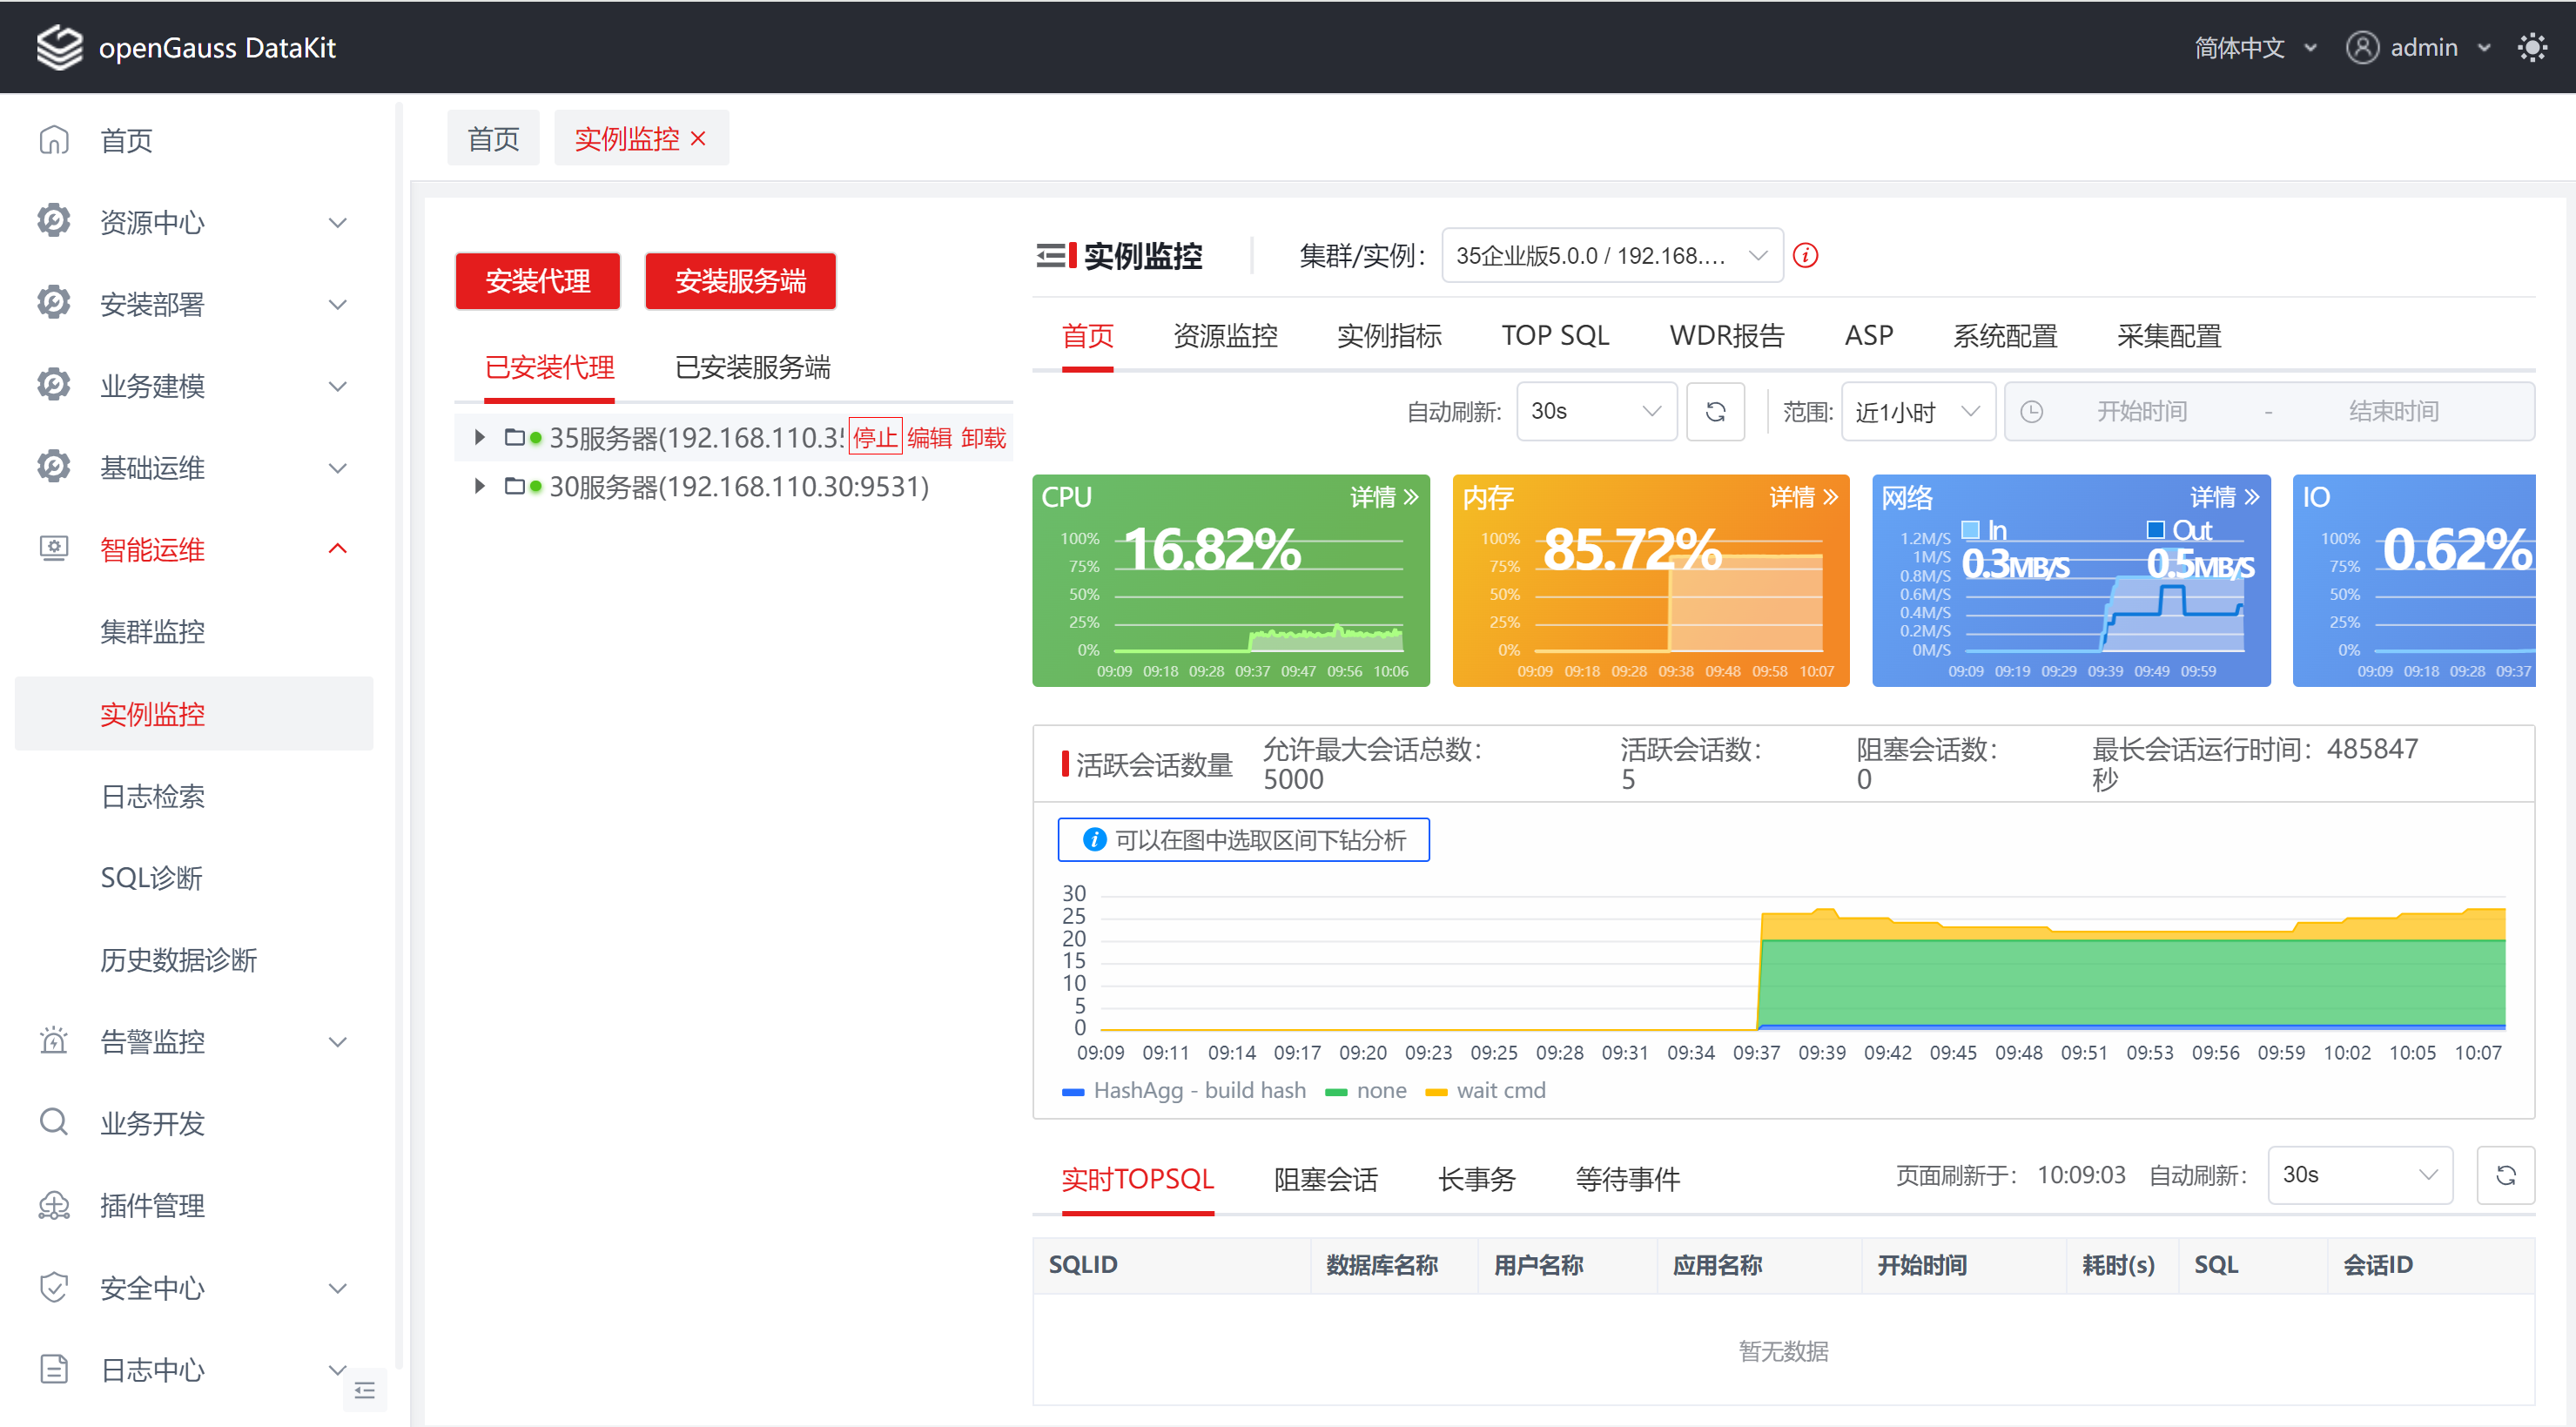 openGauss DataKit
简体中文
admin
首页
资源中心
安装部署
业务建模
基础运维
智能运维
集群监控
实例监控
日志检索
SQL诊断
历史数据诊断
告警监控
业务开发
插件管理
安全中心
日志中心
首页
实例监控
安装代理
安装服务端
已安装代理
已安装服务端
35服务器(192.168.110.35 停止 编辑 卸载
30服务器(192.168.110.30:9531)
实例监控
集群/实例: 35企业版5.0.0 / 192.168....
首页 资源监控 实例指标 TOP SQL WDR报告 ASP 系统配置 采集配置
自动刷新: 30s 范围: 近1小时 开始时间 - 结束时间
CPU 详情
16.82%
100%
75%
50%
25%
0%
09:09 09:18 09:28 09:37 09:47 09:56 10:06
内存 详情
85.72%
100%
75%
50%
25%
0%
09:09 09:18 09:28 09:38 09:48 09:58 10:07
网络 详情
In Out
0.3MB/S 0.5MB/S
1.2M/S
1M/S
0.8M/S
0.6M/S
0.4M/S
0.2M/S
0M/S
09:09 09:19 09:29 09:39 09:49 09:59
IO
0.62%
100%
75%
50%
25%
0%
09:09 09:18 09:28 09:37
活跃会话数量
允许最大会话总数:
5000
活跃会话数:
5
阻塞会话数:
0
最长会话运行时间: 485847
秒
可以在图中选取区间下钻分析
30
25
20
15
10
5
0
09:09 09:11 09:14 09:17 09:20 09:23 09:25 09:28 09:31 09:34 09:37 09:39 09:42 09:45 09:48 09:51 09:53 09:56 09:59 10:02 10:05 10:07
HashAgg - build hash none wait cmd
实时TOPSQL 阻塞会话 长事务 等待事件
页面刷新于: 10:09:03 自动刷新: 30s
SQLID 数据库名称 用户名称 应用名称 开始时间 耗时(s) SQL 会话ID
暂无数据